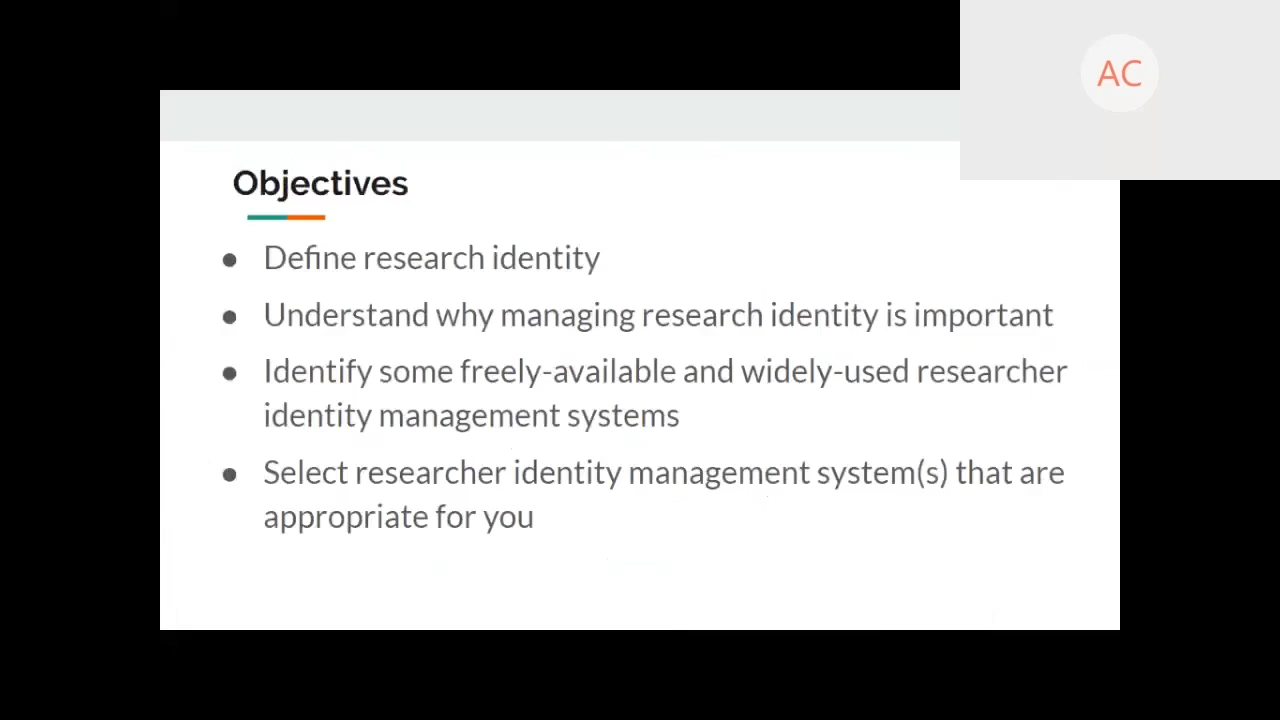 AC
Objectives
● Define research identity
● Understand why managing research identity is important
● Identify some freely-available and widely-used researcher
identity management systems
● Select researcher identity management system(s) that are
appropriate for you